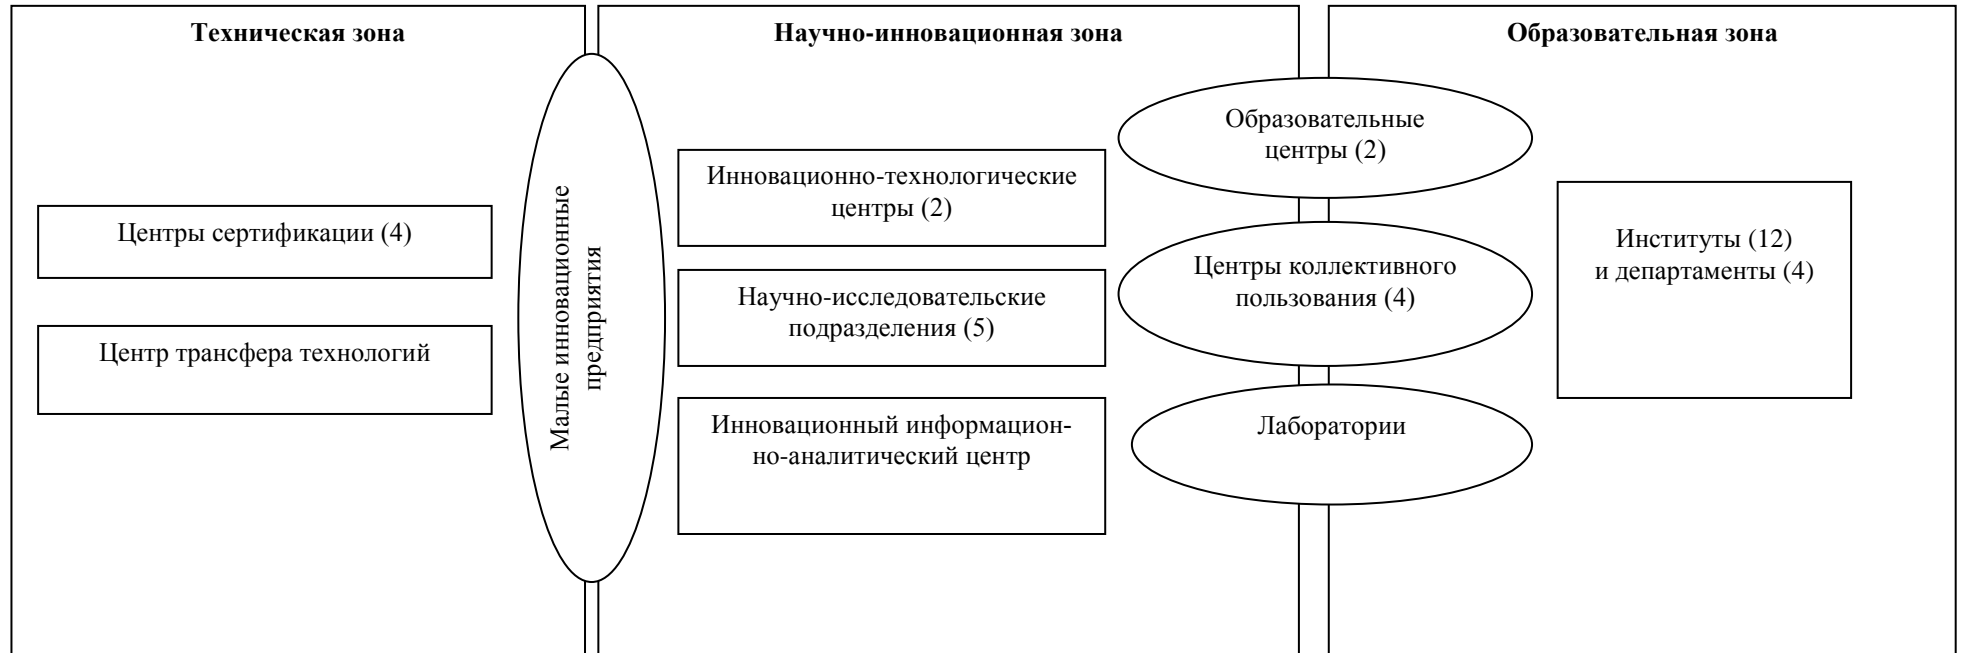 Техническая зона
Центры сертификации (4)
Центр трансфера технологий
Малые инновационные
предприятия
Научно-инновационная зона
Инновационно-технологические
центры (2)
Научно-исследовательские
подразделения (5)
Инновационный информацион-
но-аналитический центр
Образовательные
центры (2)
Центры коллективного
пользования (4)
Лаборатории
Образовательная зона
Институты (12)
и департаменты (4)